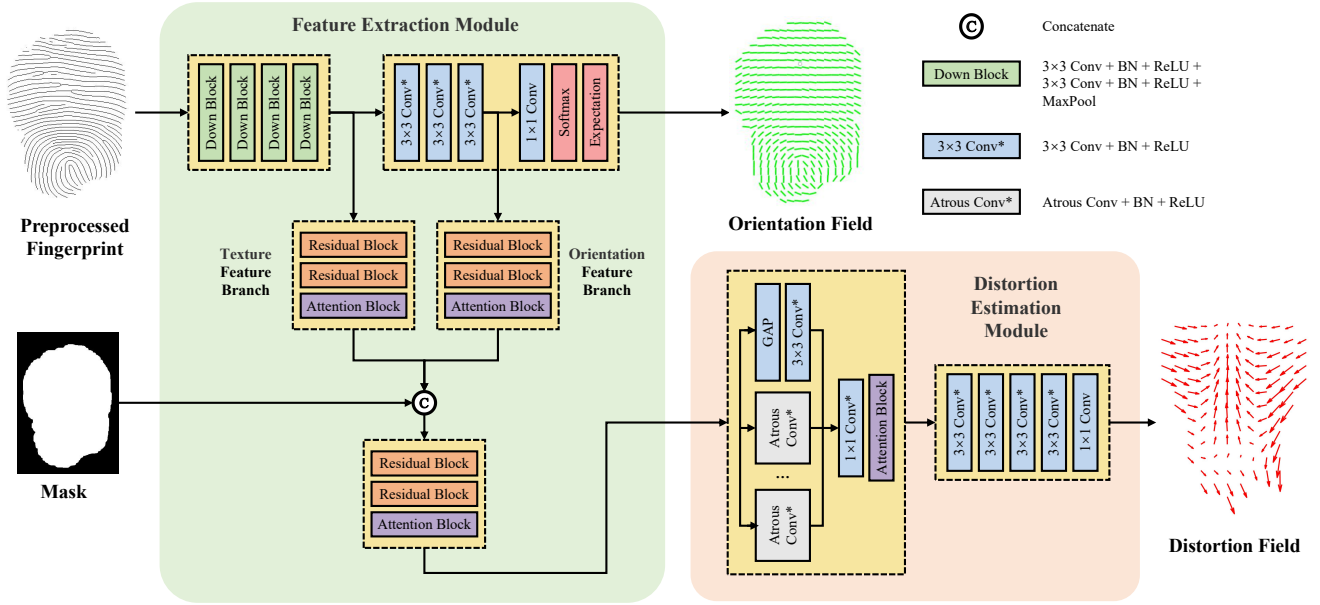 Feature Extraction Module
Down Block
Down Block
Down Block
Down Block
3×3 Conv*
3×3 Conv*
3×3 Conv*
1×1 Conv
Softmax
Expectation
Preprocessed
Fingerprint
Orientation Field
C
Concatenate
Down Block
3×3 Conv + BN + ReLU +
3×3 Conv + BN + ReLU +
MaxPool
3×3 Conv*
3×3 Conv + BN + ReLU
Atrous Conv*
Atrous Conv + BN + ReLU
Texture
Feature
Branch
Residual Block
Residual Block
Attention Block
Residual Block
Residual Block
Attention Block
Orientation
Feature
Branch
Mask
C
Residual Block
Residual Block
Attention Block
Distortion
Estimation
Module
GAP
3×3 Conv*
Atrous
Conv*
...
Atrous
Conv*
1×1 Conv*
Attention Block
3×3 Conv*
3×3 Conv*
3×3 Conv*
3×3 Conv*
1×1 Conv
Distortion Field